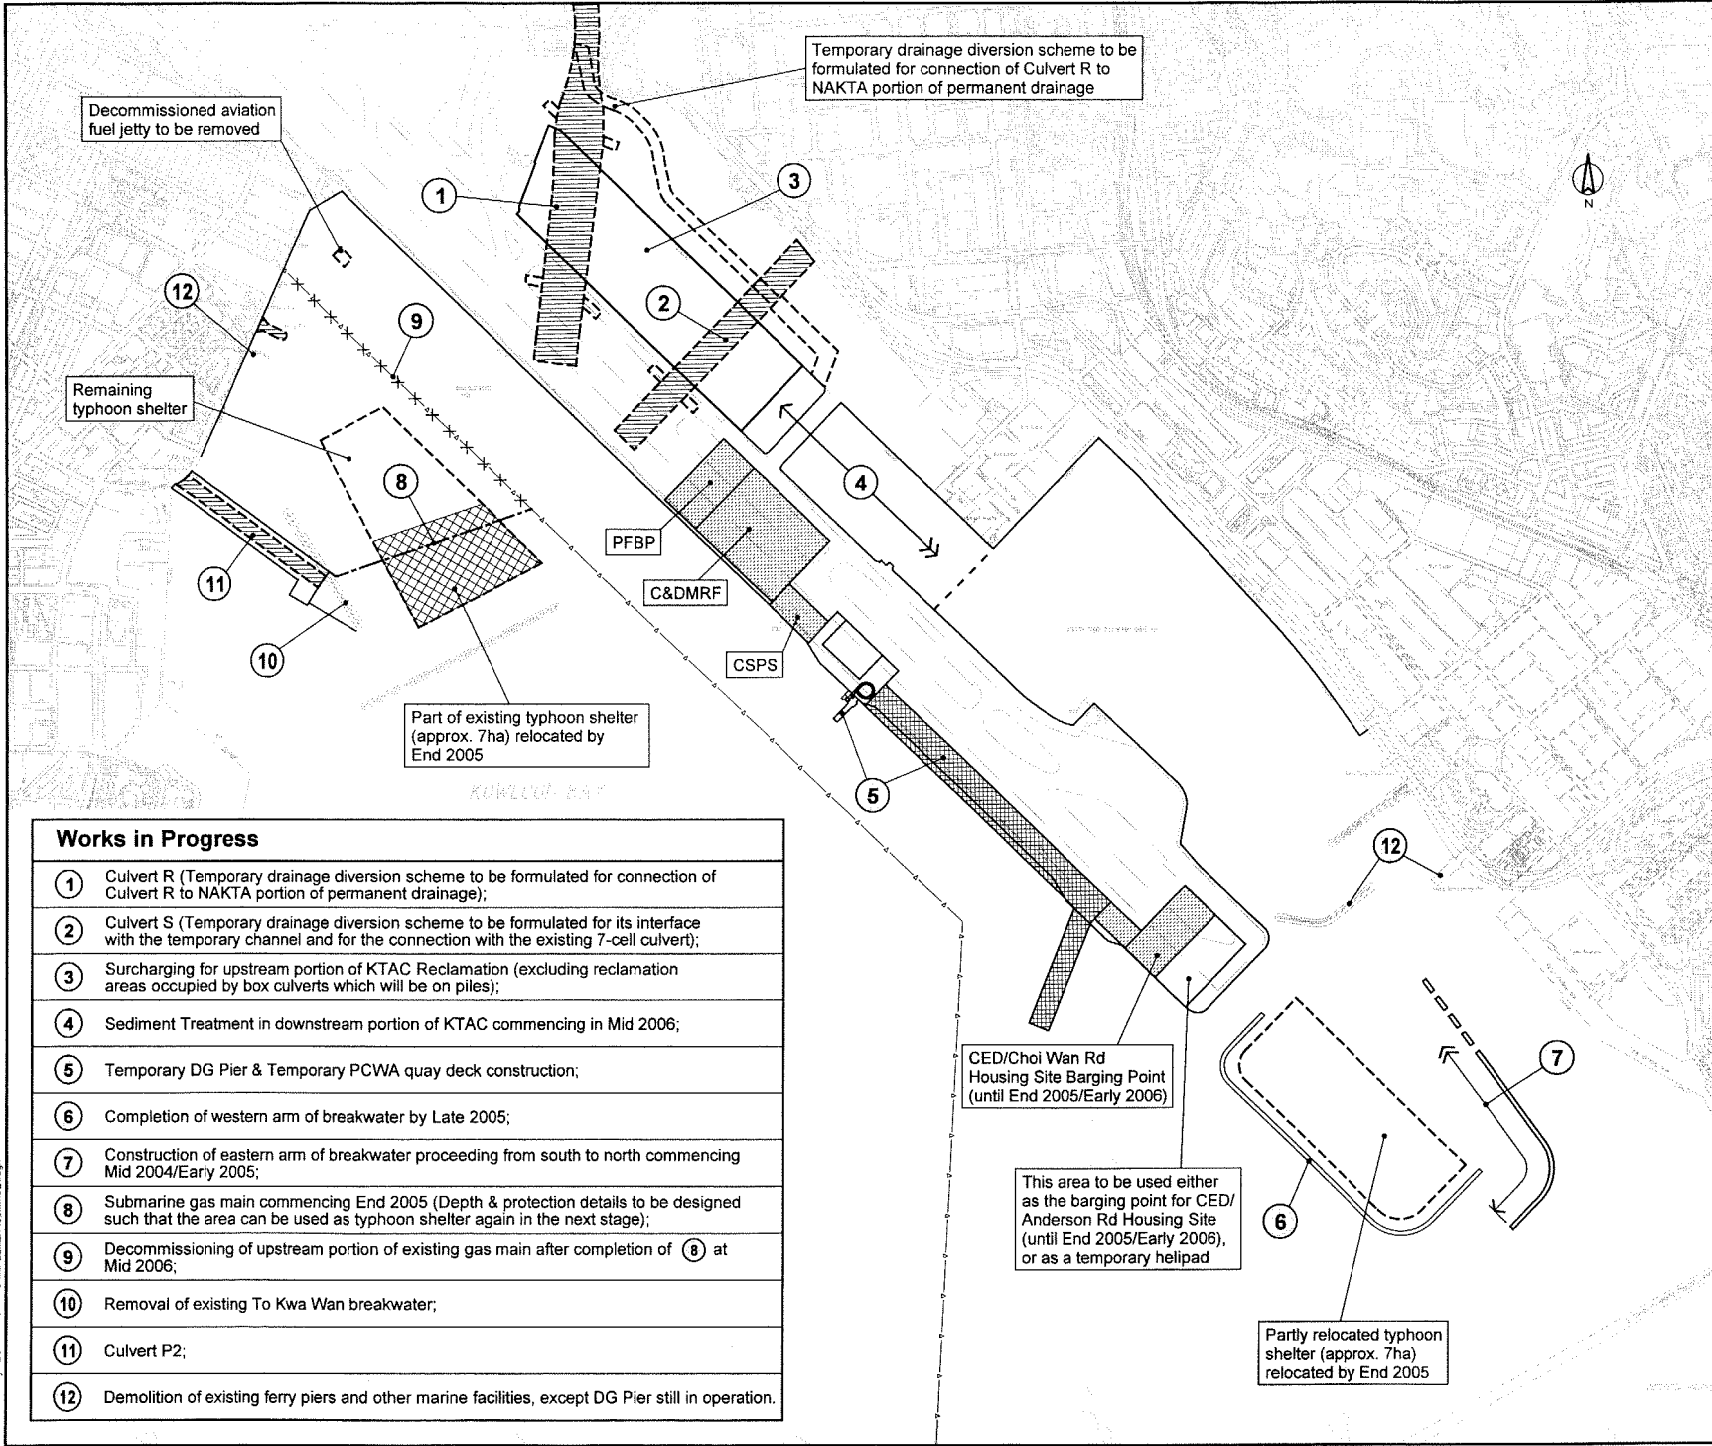 Temporary drainage diversion scheme to be
formulated for connection of Culvert R to
NAKTA portion of permanent drainage
Decommissioned aviation
fuel jetty to be removed
N
1
3
12
2
9
Remaining
typhoon shelter
8
4
PFBP
11
C&DMRF
10
CSPS
Part of existing typhoon shelter
(approx. 7ha) relocated by
End 2005
5
KOWLOON BAY
12
CED/Choi Wan Rd
Housing Site Barging Point
(until End 2005/Early 2006)
7
This area to be used either
as the barging point for CED/
Anderson Rd Housing Site
(until End 2005/Early 2006),
or as a temporary helipad
6
Partly relocated typhoon
shelter (approx. 7ha)
relocated by End 2005
Works in Progress
1 Culvert R (Temporary drainage diversion scheme to be formulated for connection of
Culvert R to NAKTA portion of permanent drainage);
2 Culvert S (Temporary drainage diversion scheme to be formulated for its interface
with the temporary channel and for the connection with the existing 7-cell culvert);
3 Surcharging for upstream portion of KTAC Reclamation (excluding reclamation
areas occupied by box culverts which will be on piles);
4 Sediment Treatment in downstream portion of KTAC commencing in Mid 2006;
5 Temporary DG Pier & Temporary PCWA quay deck construction;
6 Completion of western arm of breakwater by Late 2005;
7 Construction of eastern arm of breakwater proceeding from south to north commencing
Mid 2004/Early 2005;
8 Submarine gas main commencing End 2005 (Depth & protection details to be designed
such that the area can be used as typhoon shelter again in the next stage);
9 Decommissioning of upstream portion of existing gas main after completion of 8 at
Mid 2006;
10 Removal of existing To Kwa Wan breakwater;
11 Culvert P2;
12 Demolition of existing ferry piers and other marine facilities, except DG Pier still in operation.